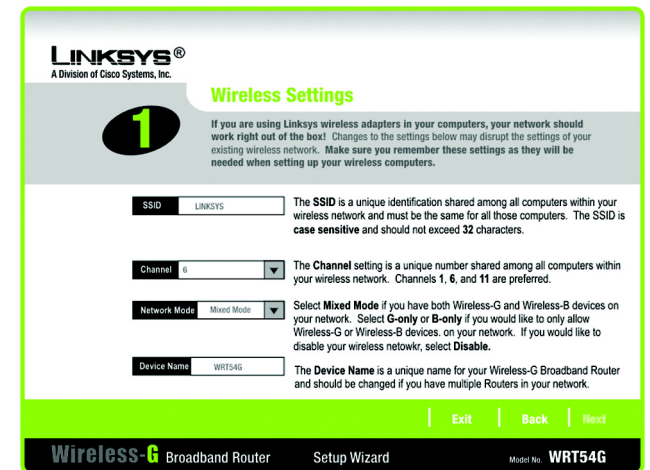 LINKSYS®
A Division of Cisco Systems, Inc.
Wireless Settings
1
If you are using Linksys wireless adapters in your computers, your network should
work right out of the box! Changes to the settings below may disrupt the settings of your
existing wireless network. Make sure you remember these settings as they will be
needed when setting up your wireless computers.
SSID LINKSYS
The SSID is a unique identification shared among all computers within your
wireless network and must be the same for all those computers. The SSID is
case sensitive and should not exceed 32 characters.
Channel 6
The Channel setting is a unique number shared among all computers within
your wireless network. Channels 1, 6, and 11 are preferred.
Network Mode Mixed Mode
Select Mixed Mode if you have both Wireless-G and Wireless-B devices on
your network. Select G-only or B-only if you would like to only allow
Wireless-G or Wireless-B devices. on your network. If you would like to
disable your wireless netowkr, select Disable.
Device Name WRT54G
The Device Name is a unique name for your Wireless-G Broadband Router
and should be changed if you have multiple Routers in your network.
Exit Back Next
Wireless-G Broadband Router Setup Wizard Model No. WRT54G